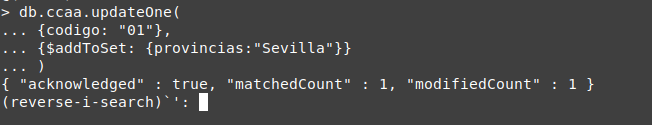 > db.ccaa.updateOne(
... {codigo: "01"},
... {$addToSet: {provincias:"Sevilla"}}
... )
{ "acknowledged" : true, "matchedCount" : 1, "modifiedCount" : 1 }
(reverse-i-search)`':